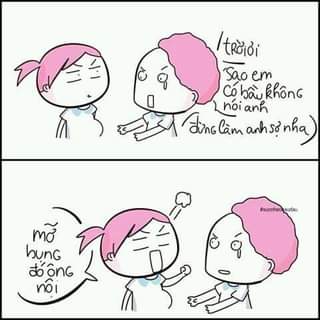 trời ơi
sao em
có bầu không
nói anh
(đừng làm anh sợ nha)
mỡ
bụng
đó ông
nội